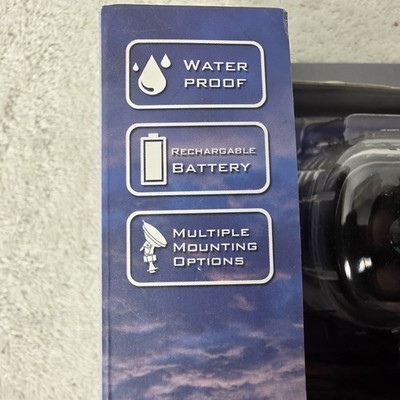 WATER
PROOF
RECHARGABLE
BATTERY
MULTIPLE
MOUNTING
OPTIONS